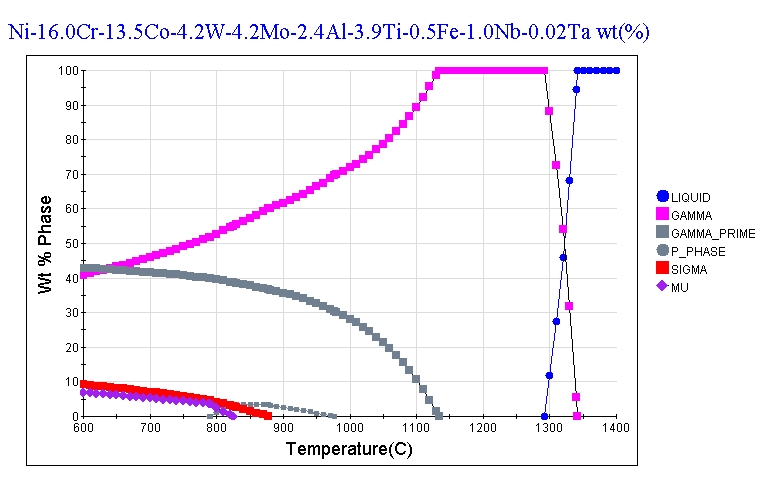 Ni-16.0Cr-13.5Co-4.2W-4.2Mo-2.4Al-3.9Ti-0.5Fe-1.0Nb-0.02Ta wt(%)
100
90
80
70
60
50
40
30
20
10
0
Wt % Phase
600 700 800 900 1000 1100 1200 1300 1400
Temperature(C)
LIQUID
GAMMA
GAMMA_PRIME
P_PHASE
SIGMA
MU